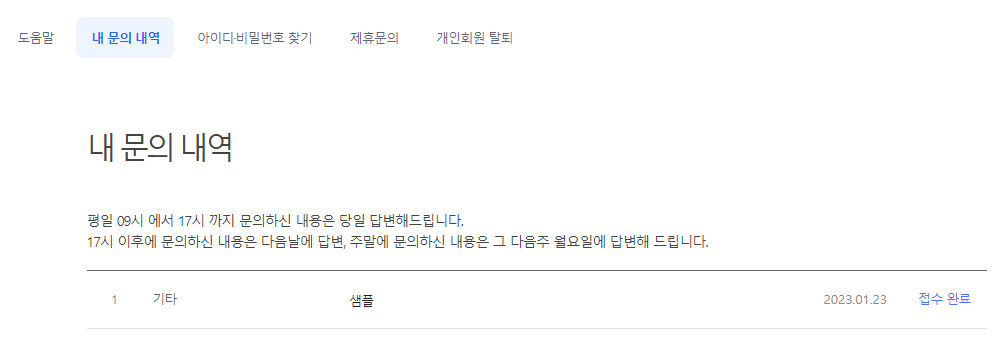 도움말 내 문의 내역 아이디·비밀번호 찾기 제휴문의 개인회원 탈퇴
내 문의 내역
평일 09시 에서 17시 까지 문의하신 내용은 당일 답변해드립니다.
17시 이후에 문의하신 내용은 다음날에 답변, 주말에 문의하신 내용은 그 다음주 월요일에 답변해 드립니다.
1 기타 샘플 2023.01.23 접수 완료